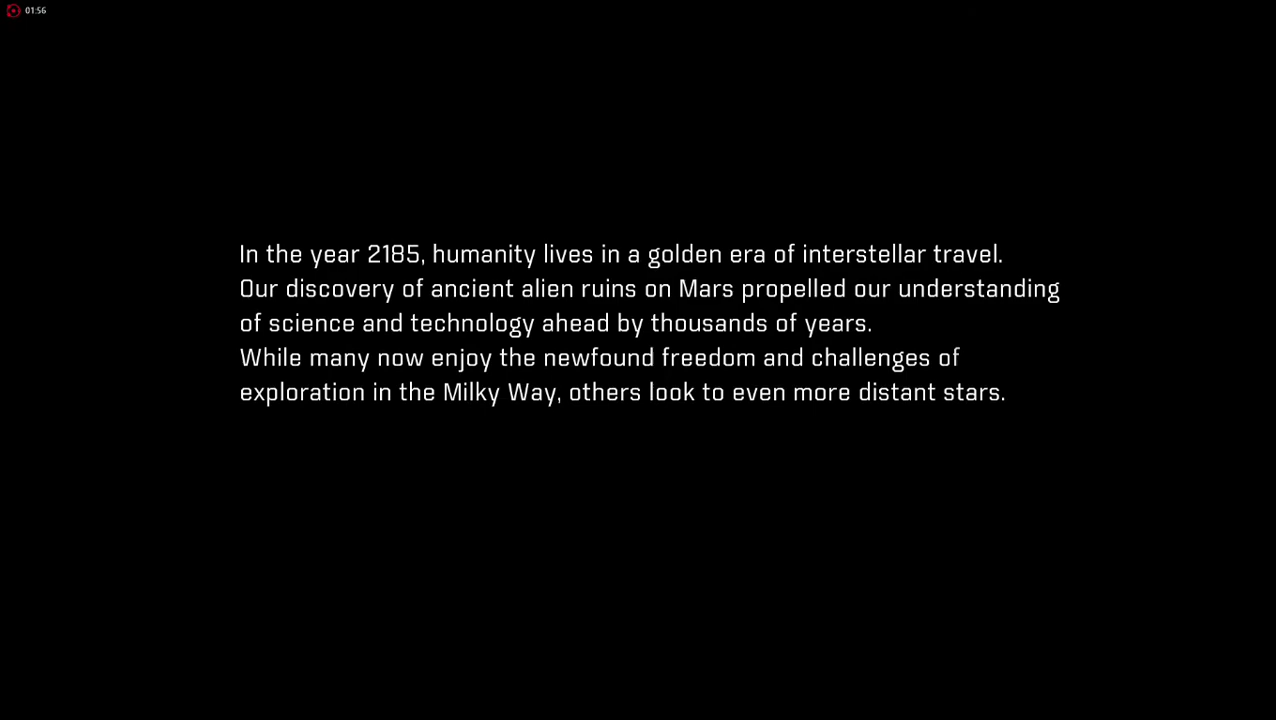 01:56
In the year 2185, humanity lives in a golden era of interstellar travel.
Our discovery of ancient alien ruins on Mars propelled our understanding
of science and technology ahead by thousands of years.
While many now enjoy the newfound freedom and challenges of
exploration in the Milky Way, others look to even more distant stars.